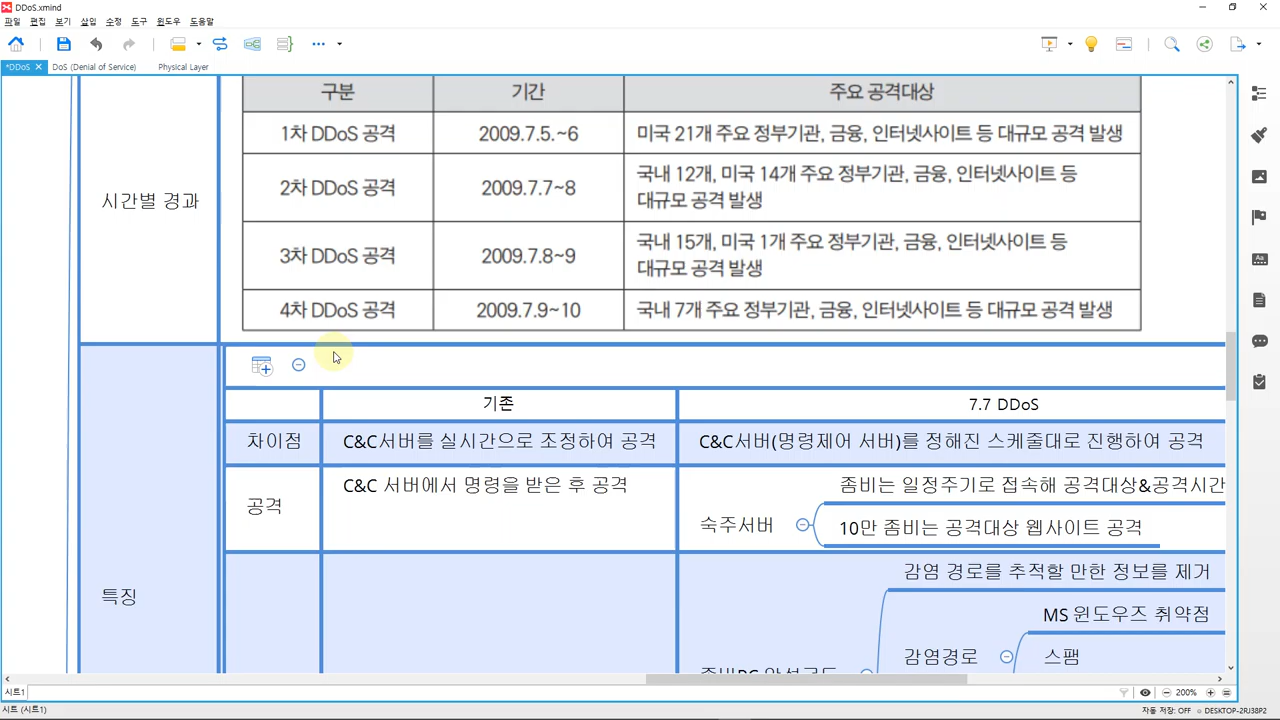 DDoS.xmind
파일 편집 보기 삽입 수정 도구 윈도우 도움말
*DDoS DoS (Denial of Service) Physical Layer
구분 기간 주요 공격대상
1차 DDoS 공격 2009.7.5.~6 미국 21개 주요 정부기관, 금융, 인터넷사이트 등 대규모 공격 발생
시간별 경과
2차 DDoS 공격 2009.7.7~8 국내 12개, 미국 14개 주요 정부기관, 금융, 인터넷사이트 등
대규모 공격 발생
3차 DDoS 공격 2009.7.8~9 국내 15개, 미국 1개 주요 정부기관, 금융, 인터넷사이트 등
대규모 공격 발생
4차 DDoS 공격 2009.7.9~10 국내 7개 주요 정부기관, 금융, 인터넷사이트 등 대규모 공격 발생
기존 7.7 DDoS
차이점 C&C서버를 실시간으로 조정하여 공격 C&C서버(명령제어 서버)를 정해진 스케줄대로 진행하여 공격
공격 C&C 서버에서 명령을 받은 후 공격
숙주서버
좀비는 일정주기로 접속해 공격대상&공격시간
10만 좀비는 공격대상 웹사이트 공격
특징
감염 경로를 추적할 만한 정보를 제거
MS 윈도우즈 취약점
감염경로 스팸
시트1
200%
시트 (시트1)
자동 저장: OFF DESKTOP-2RJ38P2